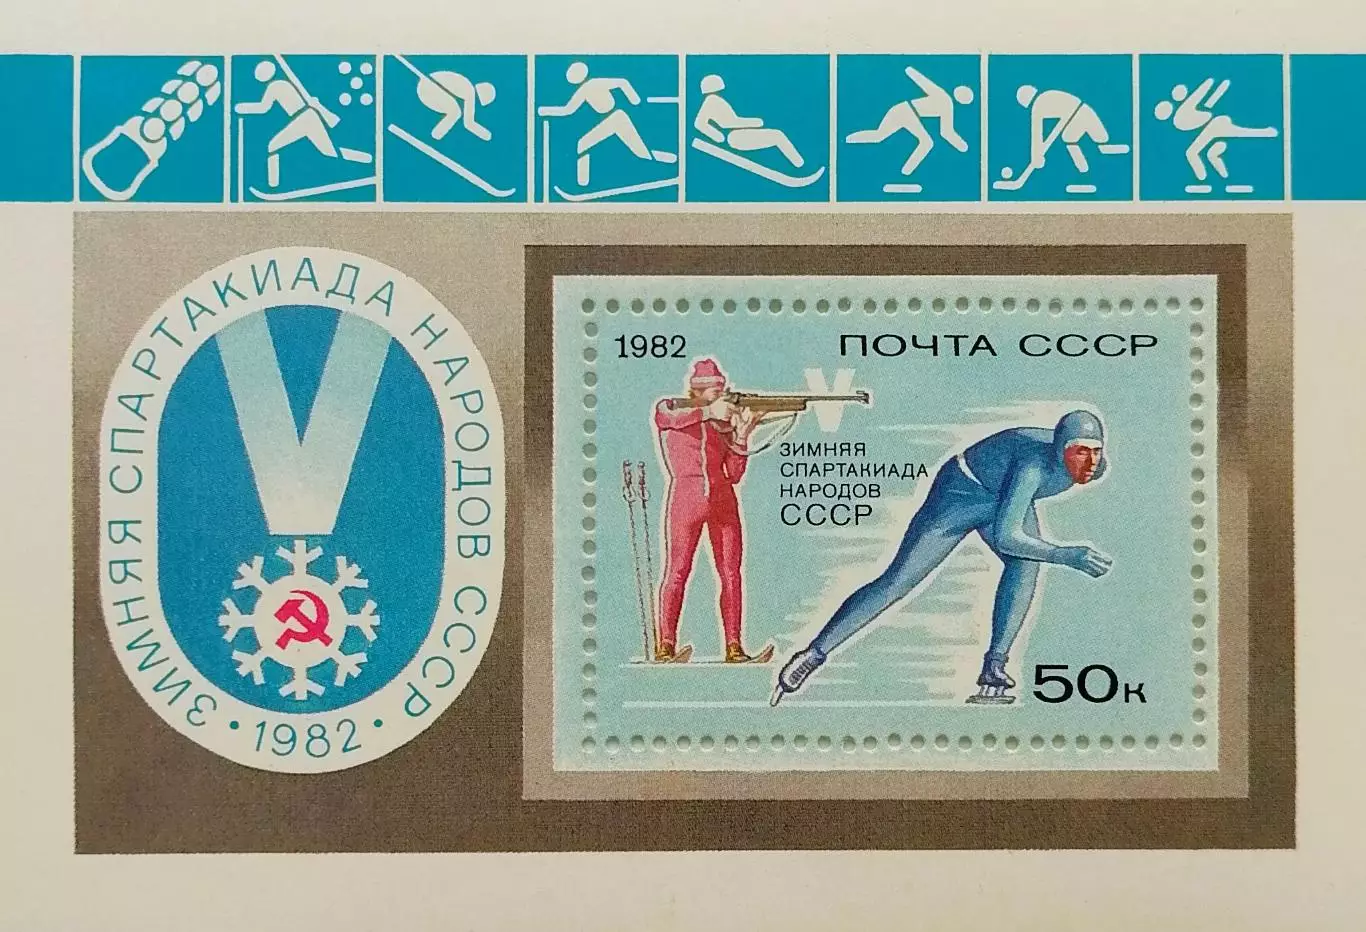 ЗИМНЯЯ СПАРТАКИАДА НАРОДОВ СССР
V
• 1982 •
1982
ПОЧТА СССР
V
ЗИМНЯЯ
СПАРТАКИАДА
НАРОДОВ
СССР
50к